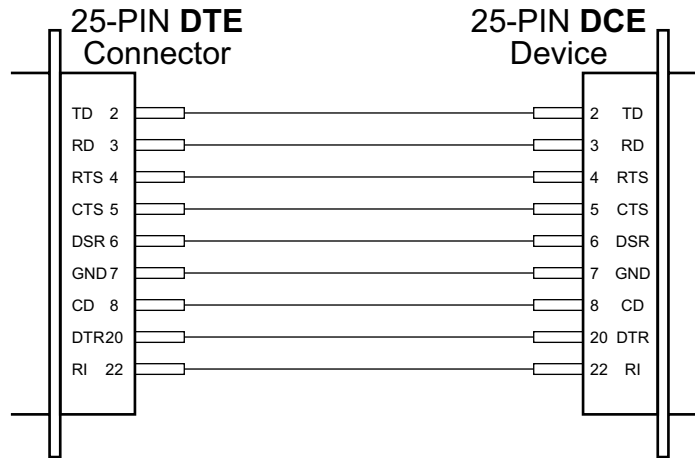 25-PIN DTE
Connector
25-PIN DCE
Device
TD 2
RD 3
RTS 4
CTS 5
DSR 6
GND 7
CD 8
DTR 20
RI 22
2 TD
3 RD
4 RTS
5 CTS
6 DSR
7 GND
8 CD
20 DTR
22 RI